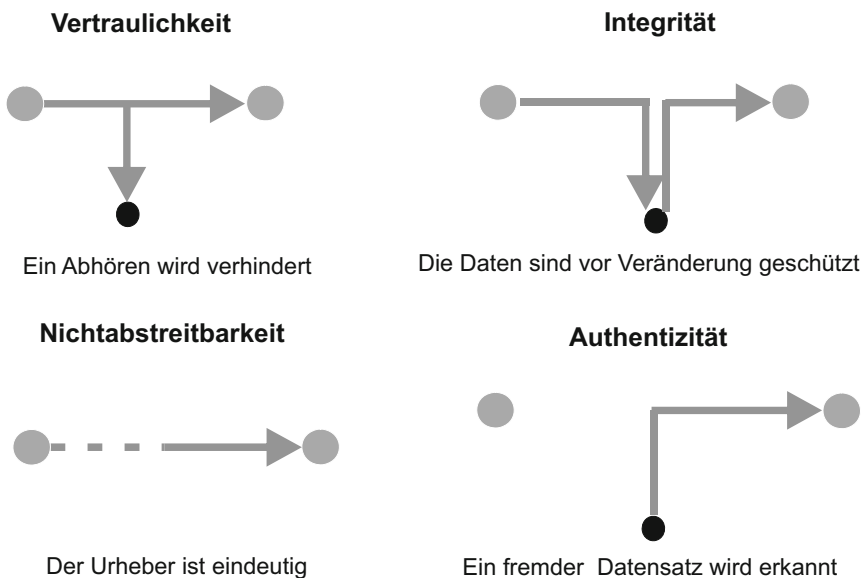 Vertraulichkeit
Integrität
Ein Abhören wird verhindert
Die Daten sind vor Veränderung geschützt
Nichtabstreitbarkeit
Authentizität
Der Urheber ist eindeutig
Ein fremder Datensatz wird erkannt